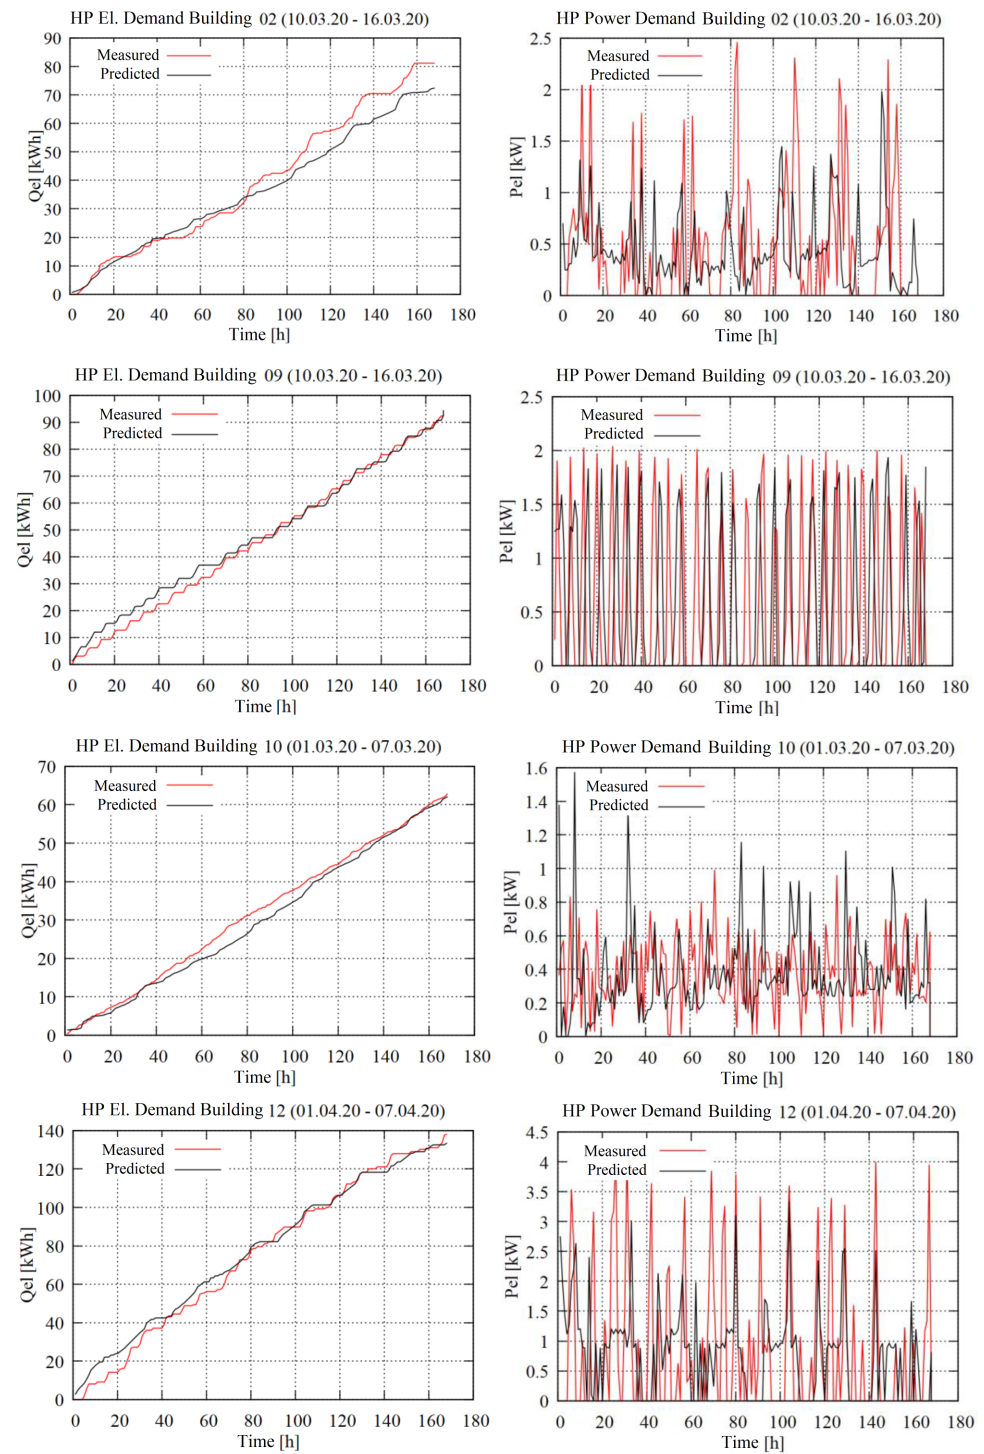 HP El. Demand Building 02 (10.03.20 - 16.03.20)
90
80
70
60
50
40
30
20
10
0
Qel [kWh]
Measured
Predicted
0 20 40 60 80 100 120 140 160 180
Time [h]
HP Power Demand Building 02 (10.03.20 - 16.03.20)
2.5
2
1.5
1
0.5
0
Pel [kW]
Measured
Predicted
0 20 40 60 80 100 120 140 160 180
Time [h]
HP El. Demand Building 09 (10.03.20 - 16.03.20)
100
90
80
70
60
50
40
30
20
10
0
Qel [kWh]
Measured
Predicted
0 20 40 60 80 100 120 140 160 180
Time [h]
HP Power Demand Building 09 (10.03.20 - 16.03.20)
2.5
2
1.5
1
0.5
0
Pel [kW]
Measured
Predicted
0 20 40 60 80 100 120 140 160 180
Time [h]
HP El. Demand Building 10 (01.03.20 - 07.03.20)
70
60
50
40
30
20
10
0
Qel [kWh]
Measured
Predicted
0 20 40 60 80 100 120 140 160 180
Time [h]
HP Power Demand Building 10 (01.03.20 - 07.03.20)
1.6
1.4
1.2
1
0.8
0.6
0.4
0.2
0
Pel [kW]
Measured
Predicted
0 20 40 60 80 100 120 140 160 180
Time [h]
HP El. Demand Building 12 (01.04.20 - 07.04.20)
140
120
100
80
60
40
20
0
Qel [kWh]
Measured
Predicted
0 20 40 60 80 100 120 140 160 180
Time [h]
HP Power Demand Building 12 (01.04.20 - 07.04.20)
4.5
4
3.5
3
2.5
2
1.5
1
0.5
0
Pel [kW]
Measured
Predicted
0 20 40 60 80 100 120 140 160 180
Time [h]